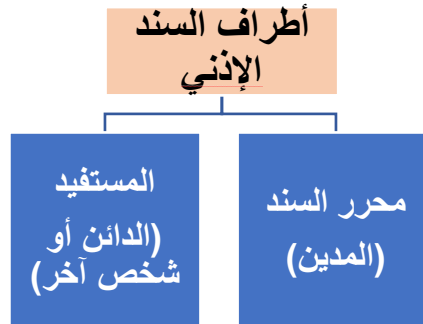 أطراف السند
الإذني
محرر السند
(المدين)
المستفيد
(الدائن أو
شخص آخر)